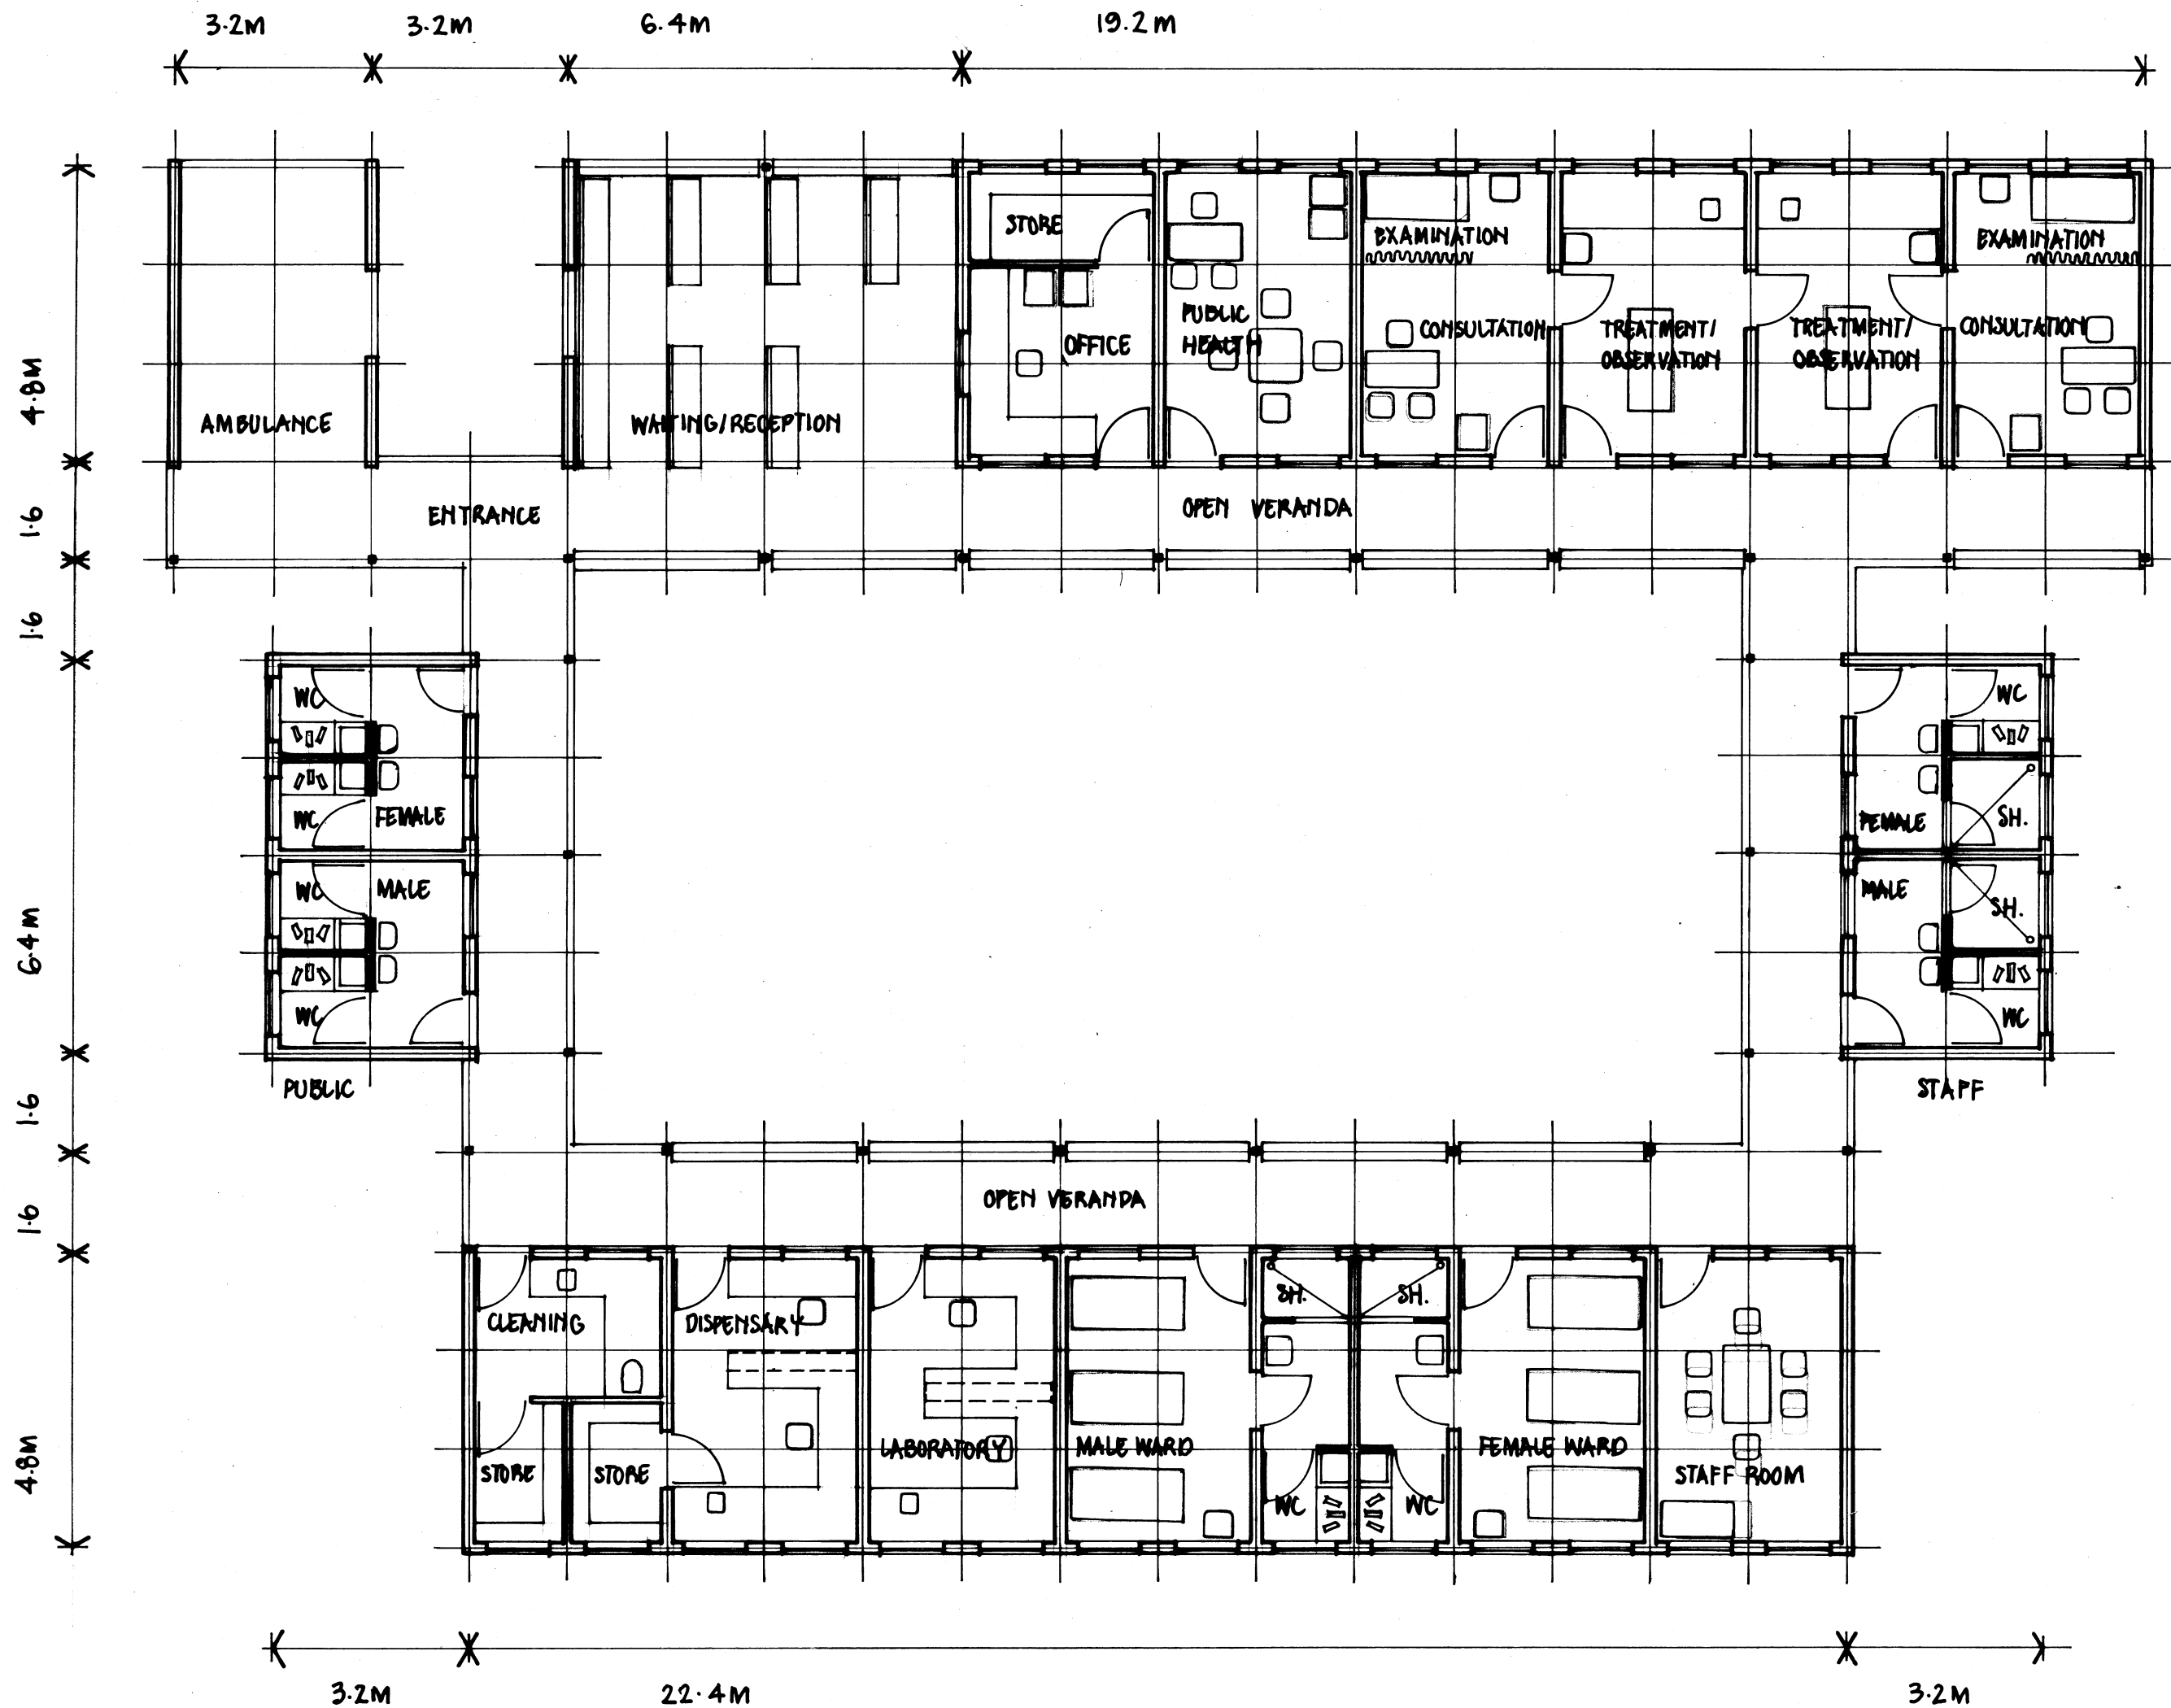 3.2M
3.2M
6.4M
19.2M
4.8M
1.6
1.6
6.4M
1.6
1.6
4.8M
AMBULANCE
ENTRANCE
WAITING/RECEPTION
STORE
OFFICE
PUBLIC
HEALTH
EXAMINATION
CONSULTATION
TREATMENT/
OBSERVATION
TREATMENT/
OBSERVATION
EXAMINATION
CONSULTATION
OPEN VERANDA
WC
WC
FEMALE
WC
MALE
WC
PUBLIC
WC
FEMALE
SH.
MALE
SH.
WC
STAFF
OPEN VERANDA
CLEANING
STORE
STORE
DISPENSARY
LABORATORY
MALE WARD
SH.
SH.
WC
WC
FEMALE WARD
STAFF ROOM
3.2M
22.4M
3.2M